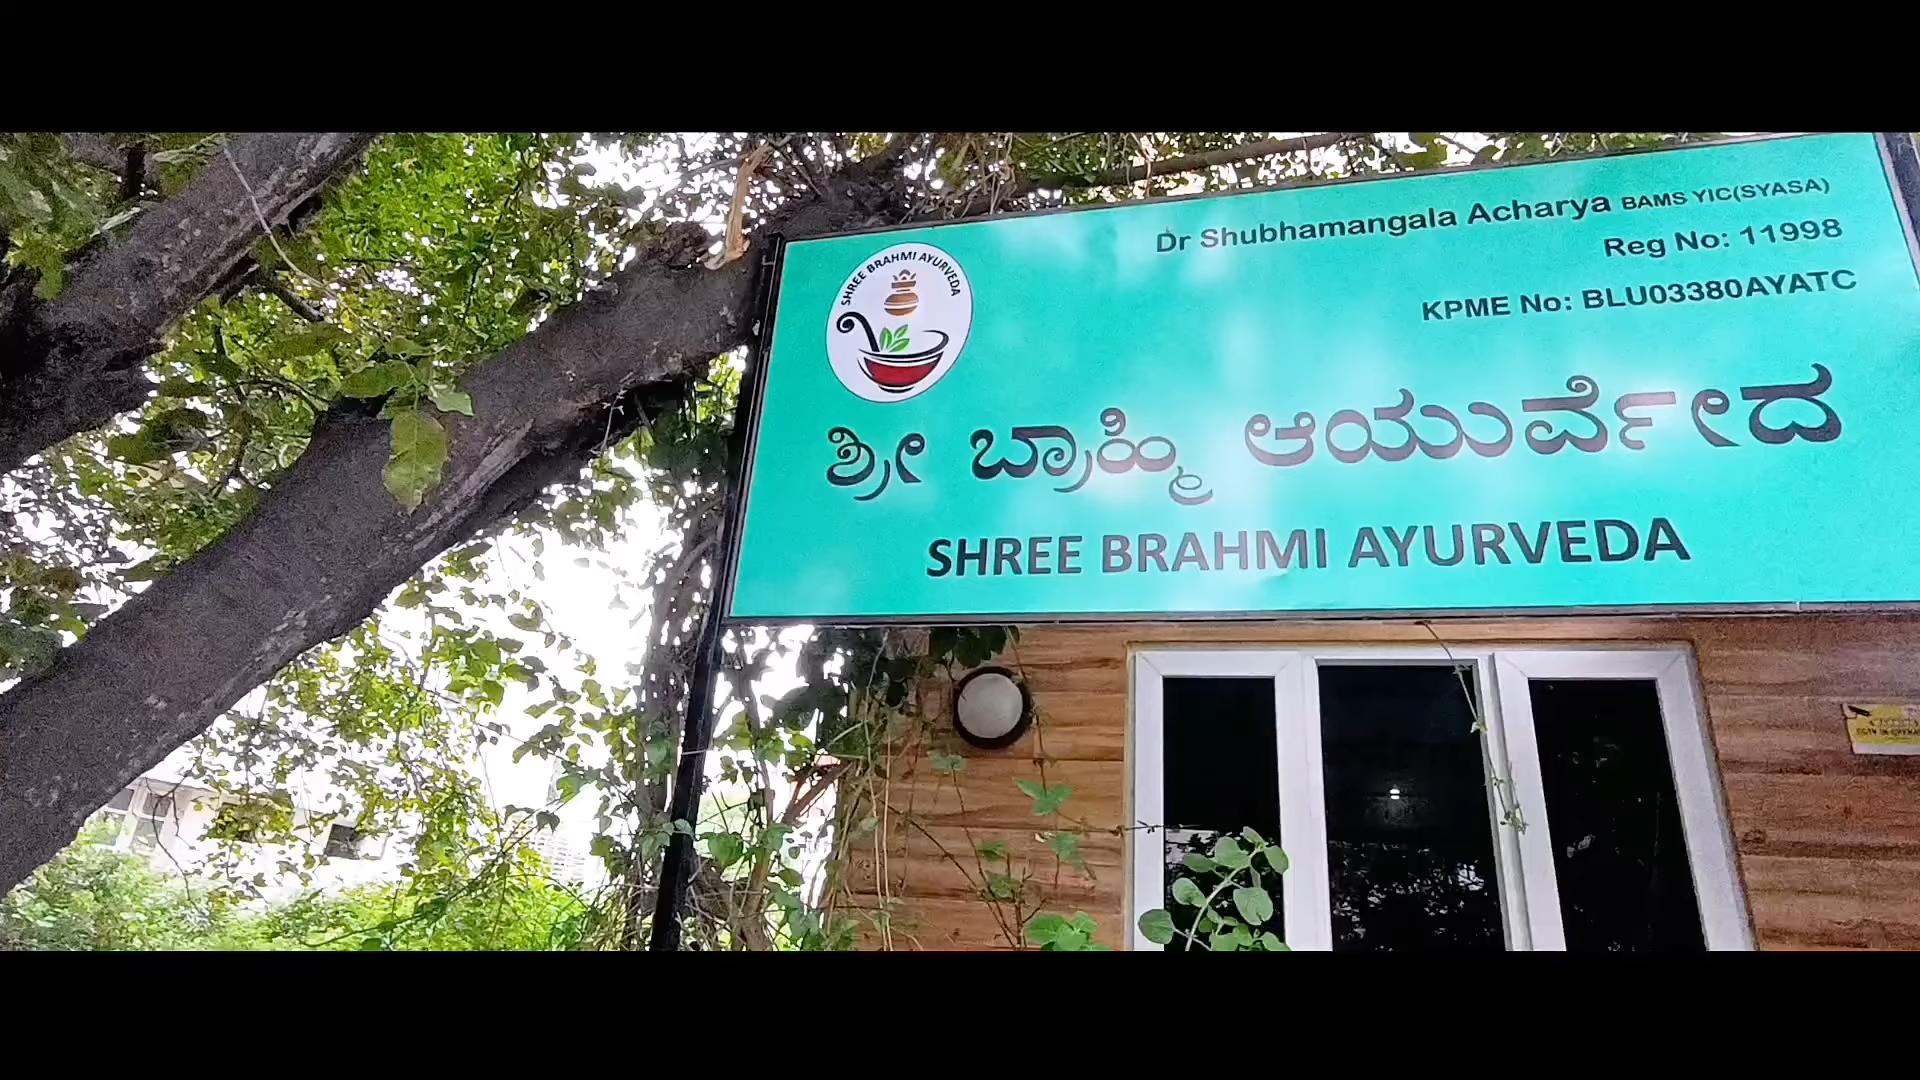 SHREE BRAHMI AYURVEDA
Dr Shubhamangala Acharya BAMS YIC(SYASA)
Reg No: 11998
KPME No: BLU03380AYATC
ಶ್ರೀ ಬ್ರಾಹ್ಮಿ ಆಯುರ್ವೇದ
SHREE BRAHMI AYURVEDA